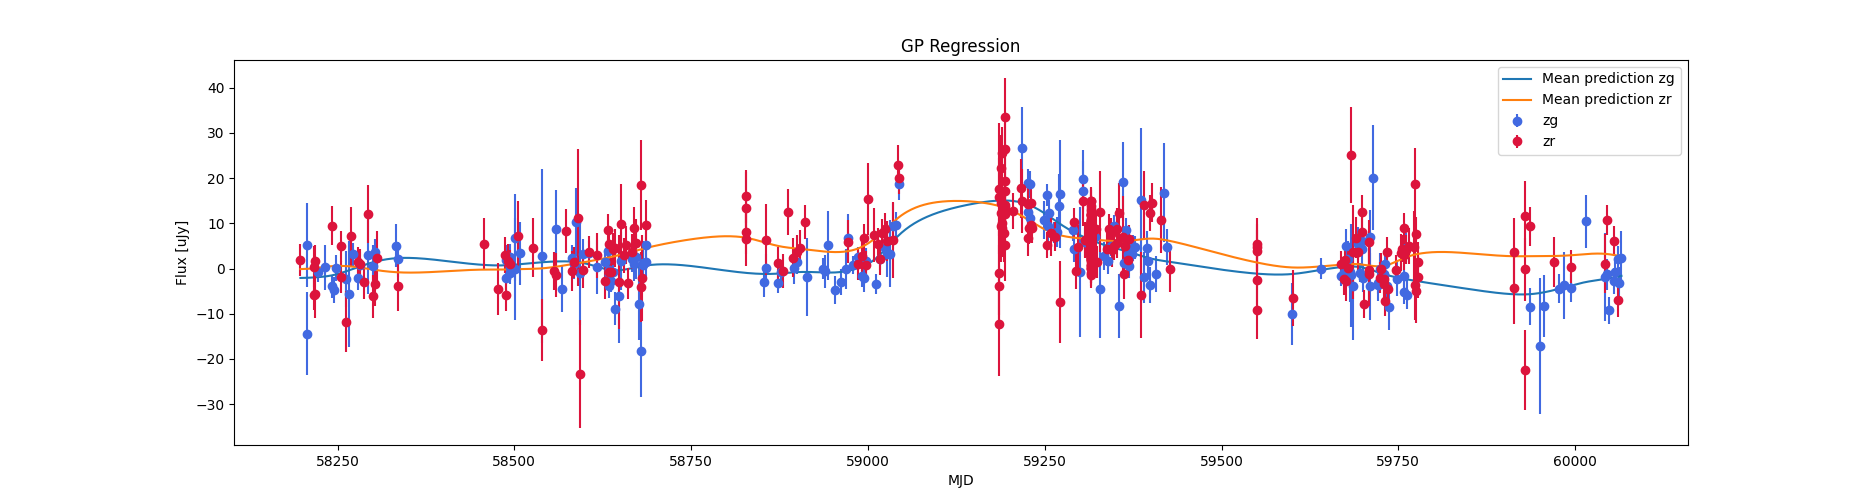 GP Regression
Flux [uJy]
40
30
20
10
0
−10
−20
−30
Mean prediction zg
Mean prediction zr
zg
zr
58250 58500 58750 59000 59250 59500 59750 60000
MJD